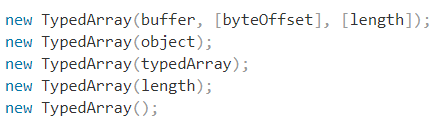 new TypedArray(buffer, [byteOffset], [length]);
new TypedArray(object);
new TypedArray(typedArray);
new TypedArray(length);
new TypedArray();